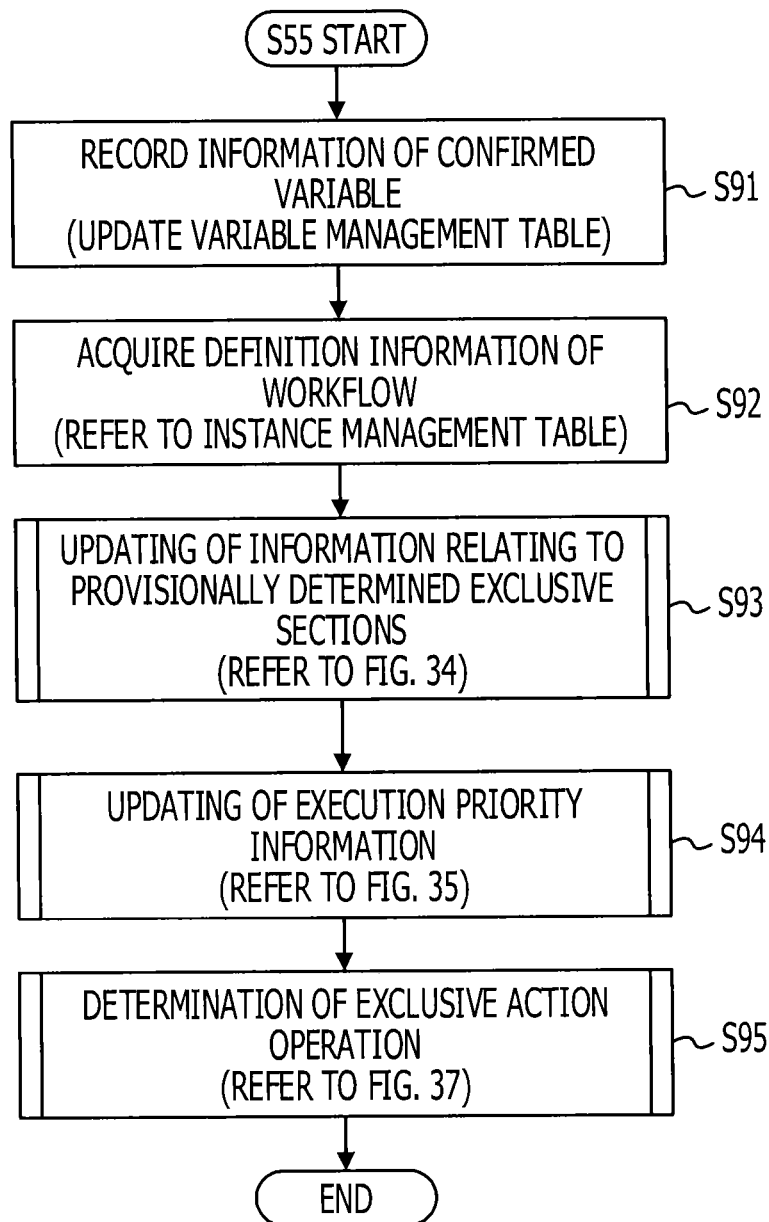 S55 START
RECORD INFORMATION OF CONFIRMED
VARIABLE
(UPDATE VARIABLE MANAGEMENT TABLE)
S91
ACQUIRE DEFINITION INFORMATION OF
WORKFLOW
(REFER TO INSTANCE MANAGEMENT TABLE)
S92
UPDATING OF INFORMATION RELATING TO
PROVISIONALLY DETERMINED EXCLUSIVE
SECTIONS
(REFER TO FIG. 34)
S93
UPDATING OF EXECUTION PRIORITY
INFORMATION
(REFER TO FIG. 35)
S94
DETERMINATION OF EXCLUSIVE ACTION
OPERATION
(REFER TO FIG. 37)
S95
END